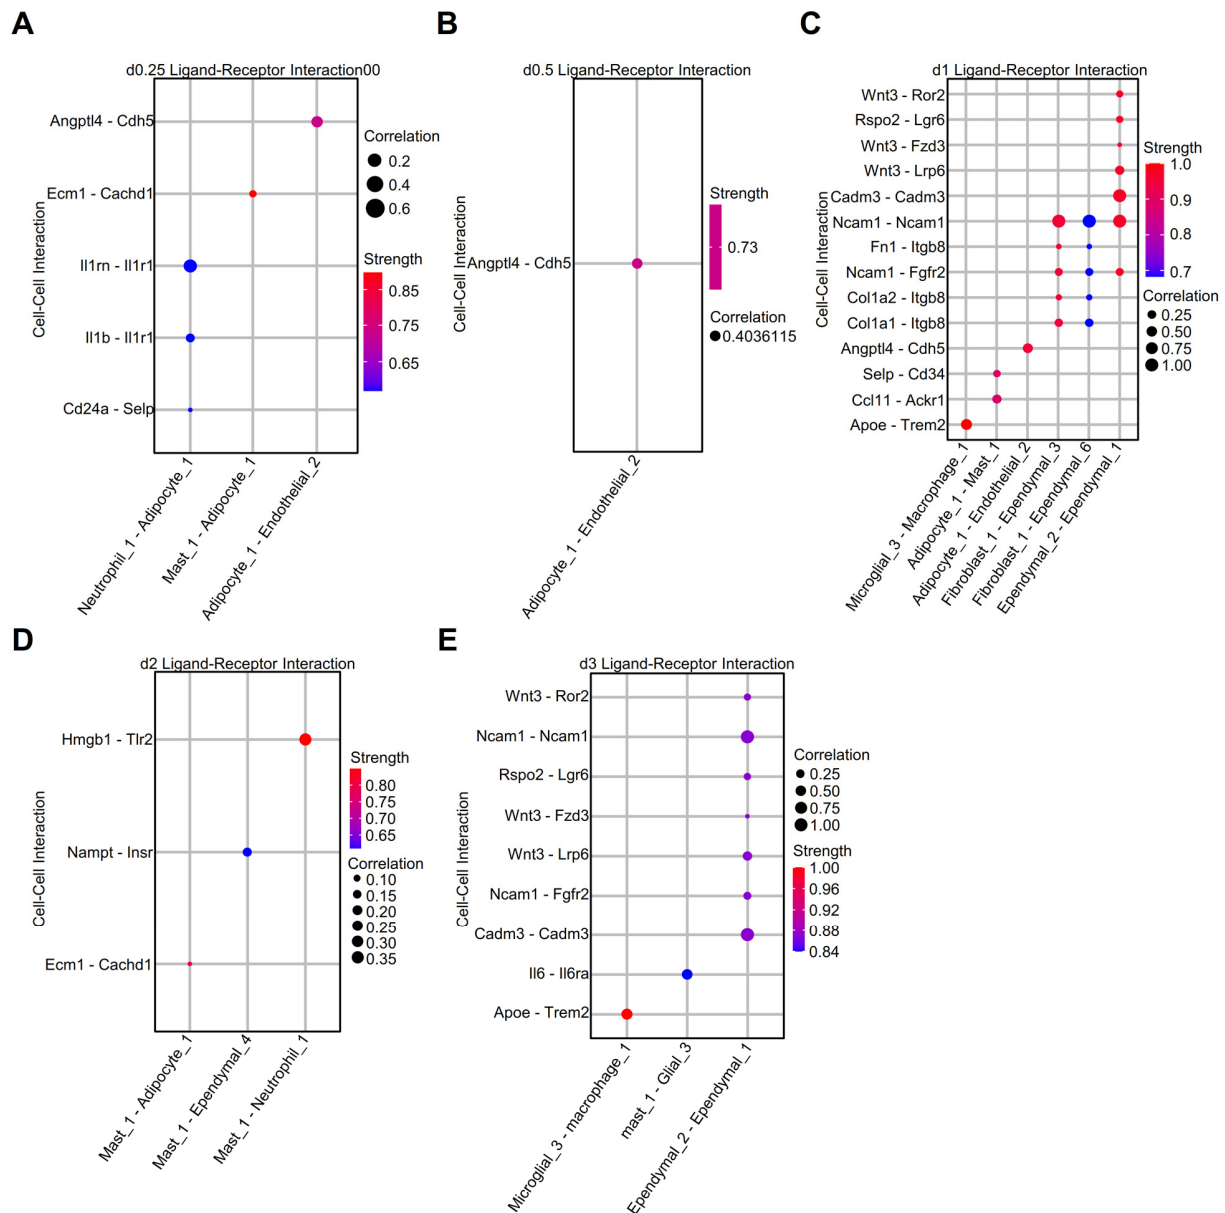 A
d0.25 Ligand-Receptor Interaction00
Cell-Cell Interaction
Angptl4 - Cdh5
Ecm1 - Cachd1
Il1rn - Il1r1
Il1b - Il1r1
Cd24a - Selp
Neutrophil_1 - Adipocyte_1
Mast_1 - Adipocyte_1
Adipocyte_1 - Endothelial_2
Correlation
0.2
0.4
0.6
Strength
0.85
0.75
0.65
B
d0.5 Ligand-Receptor Interaction
Cell-Cell Interaction
Angptl4 - Cdh5
Adipocyte_1 - Endothelial_2
Strength
0.73
Correlation
0.4036115
C
d1 Ligand-Receptor Interaction
Cell-Cell Interaction
Wnt3 - Ror2
Rspo2 - Lgr6
Wnt3 - Fzd3
Wnt3 - Lrp6
Cadm3 - Cadm3
Ncam1 - Ncam1
Fn1 - Itgb8
Ncam1 - Fgfr2
Col1a2 - Itgb8
Col1a1 - Itgb8
Angptl4 - Cdh5
Selp - Cd34
Ccl11 - Ackr1
Apoe - Trem2
Microglial_3 - Macrophage_1
Adipocyte_1 - Mast_1
Adipocyte_1 - Endothelial_2
Fibroblast_1 - Ependymal_3
Fibroblast_1 - Ependymal_6
Ependymal_2 - Ependymal_1
Strength
1.0
0.9
0.8
0.7
Correlation
0.25
0.50
0.75
1.00
D
d2 Ligand-Receptor Interaction
Cell-Cell Interaction
Hmgb1 - Tlr2
Nampt - Insr
Ecm1 - Cachd1
Mast_1 - Adipocyte_1
Mast_1 - Ependymal_4
Mast_1 - Neutrophil_1
Strength
0.80
0.75
0.70
0.65
Correlation
0.10
0.15
0.20
0.25
0.30
0.35
E
d3 Ligand-Receptor Interaction
Cell-Cell Interaction
Wnt3 - Ror2
Ncam1 - Ncam1
Rspo2 - Lgr6
Wnt3 - Fzd3
Wnt3 - Lrp6
Ncam1 - Fgfr2
Cadm3 - Cadm3
Il6 - Il6ra
Apoe - Trem2
Microglial_3 - macrophage_1
mast_1 - Glial_3
Ependymal_2 - Ependymal_1
Correlation
0.25
0.50
0.75
1.00
Strength
1.00
0.96
0.92
0.88
0.84